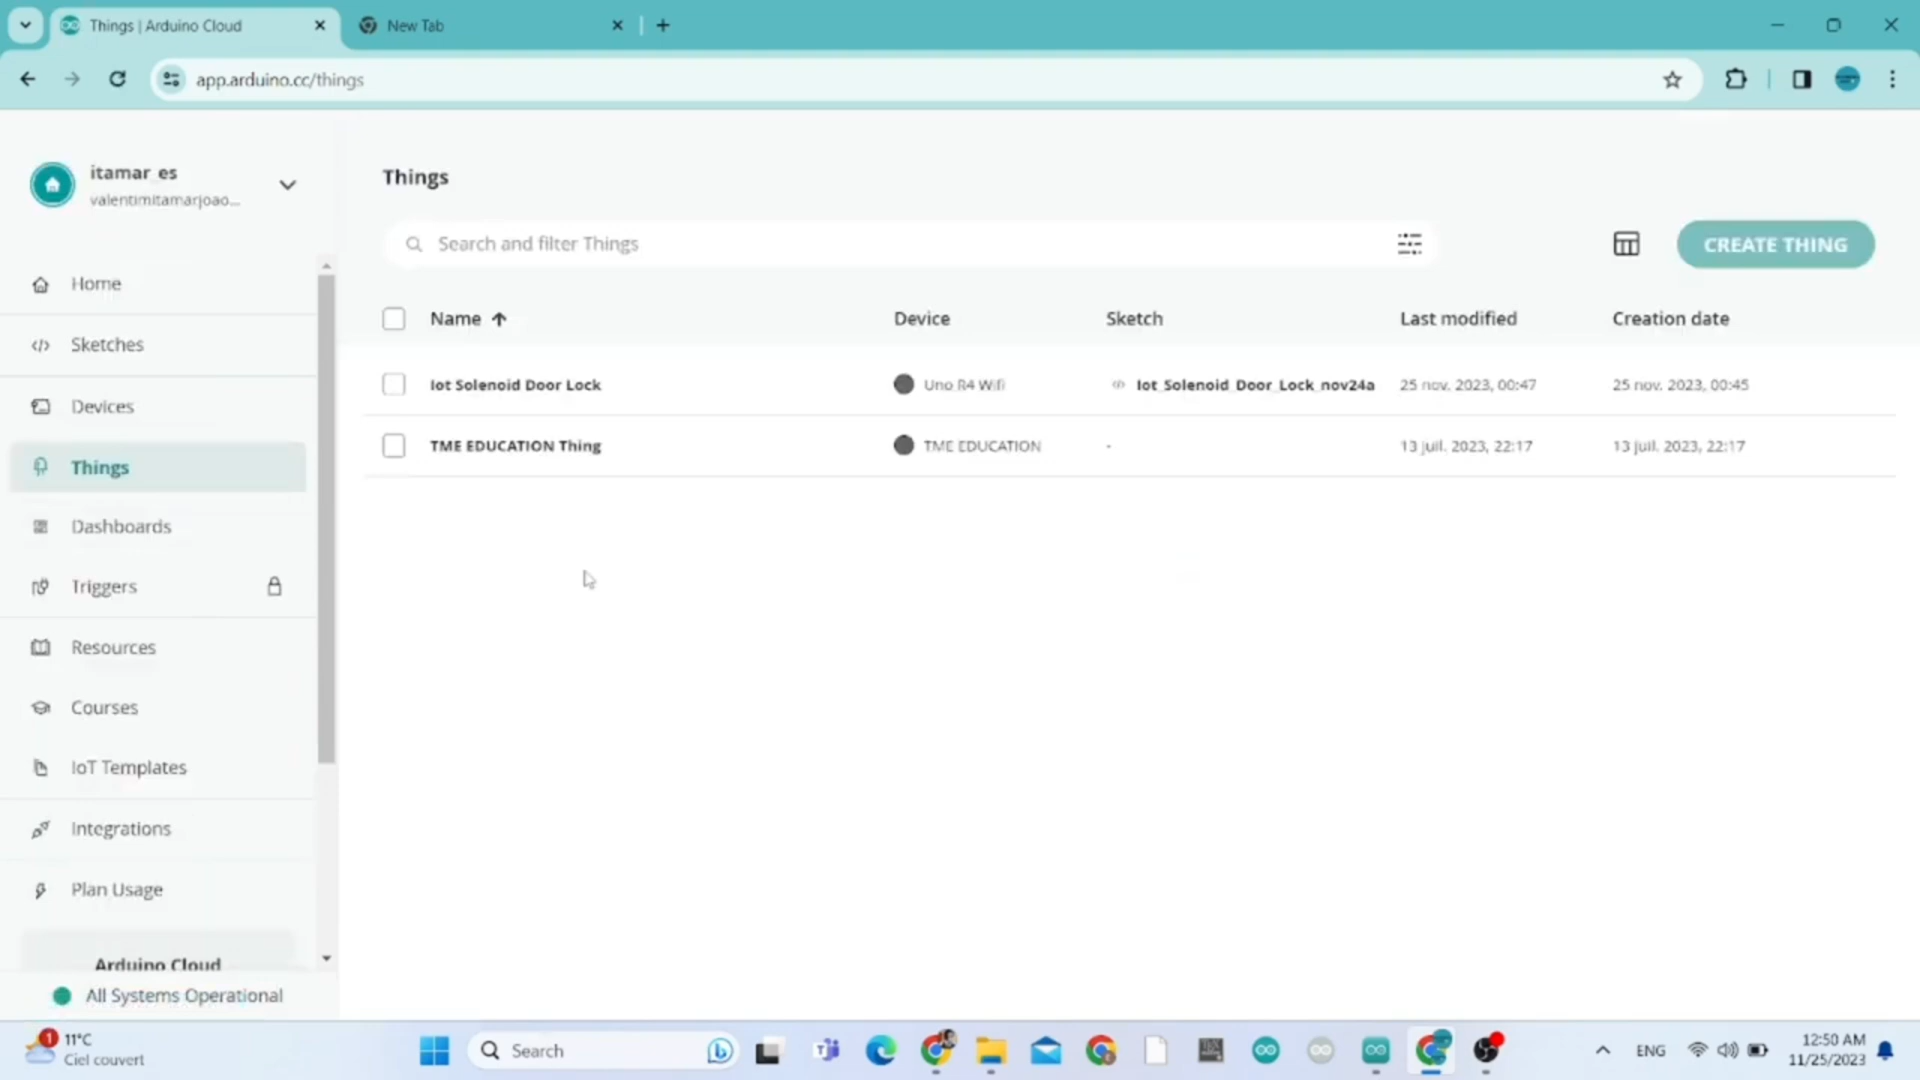 Things | Arduino Cloud
New Tab
app.arduino.cc/things
itamar_es
valentimitamarjoao...
Home
Sketches
Devices
Things
Dashboards
Triggers
Resources
Courses
IoT Templates
Integrations
Plan Usage
Arduino Cloud
All Systems Operational
Things
Search and filter Things
CREATE THING
Name Device Sketch Last modified Creation date
Iot Solenoid Door Lock Uno R4 Wifi Iot_Solenoid_Door_Lock_nov24a 25 nov. 2023, 00:47 25 nov. 2023, 00:45
TME EDUCATION Thing TME EDUCATION - 13 juil. 2023, 22:17 13 juil. 2023, 22:17
1
11°C
Ciel couvert
Search
ENG
12:50 AM
11/25/2023